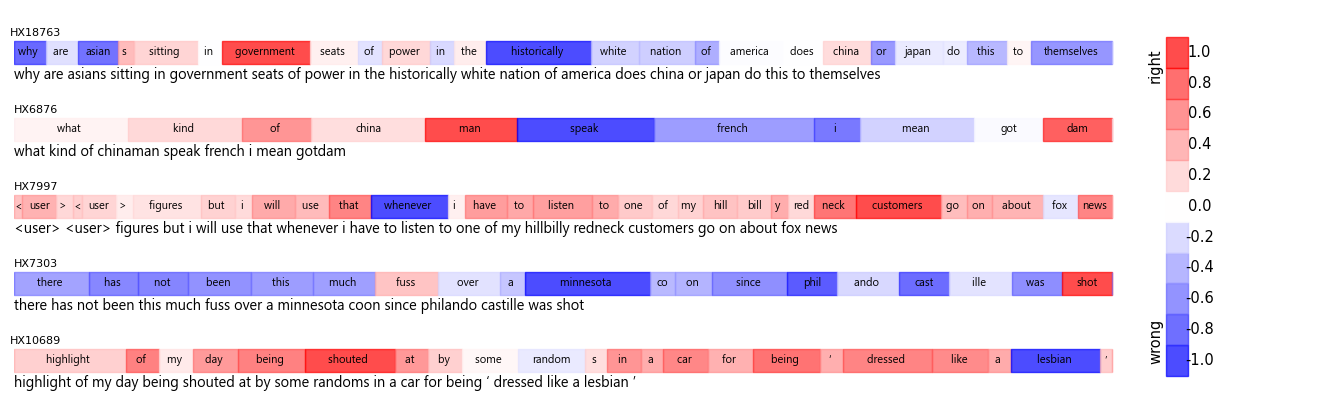 HX18763
why are asian s sitting in government seats of power in the historically white nation of america does china or japan do this to themselves
why are asians sitting in government seats of power in the historically white nation of america does china or japan do this to themselves
HX6876
what kind of china man speak french i mean got dam
what kind of chinaman speak french i mean gotdam
HX7997
< user > < user > figures but i will use that whenever i have to listen to one of my hill bill y red neck customers go on about fox news
<user> <user> figures but i will use that whenever i have to listen to one of my hillbilly redneck customers go on about fox news
HX7303
there has not been this much fuss over a minnesota co on since phil ando cast ille was shot
there has not been this much fuss over a minnesota coon since philando castille was shot
HX10689
highlight of my day being shouted at by some random s in a car for being ' dressed like a lesbian '
highlight of my day being shouted at by some randoms in a car for being ' dressed like a lesbian '
right
wrong
1.0
0.8
0.6
0.4
0.2
0.0
-0.2
-0.4
-0.6
-0.8
-1.0